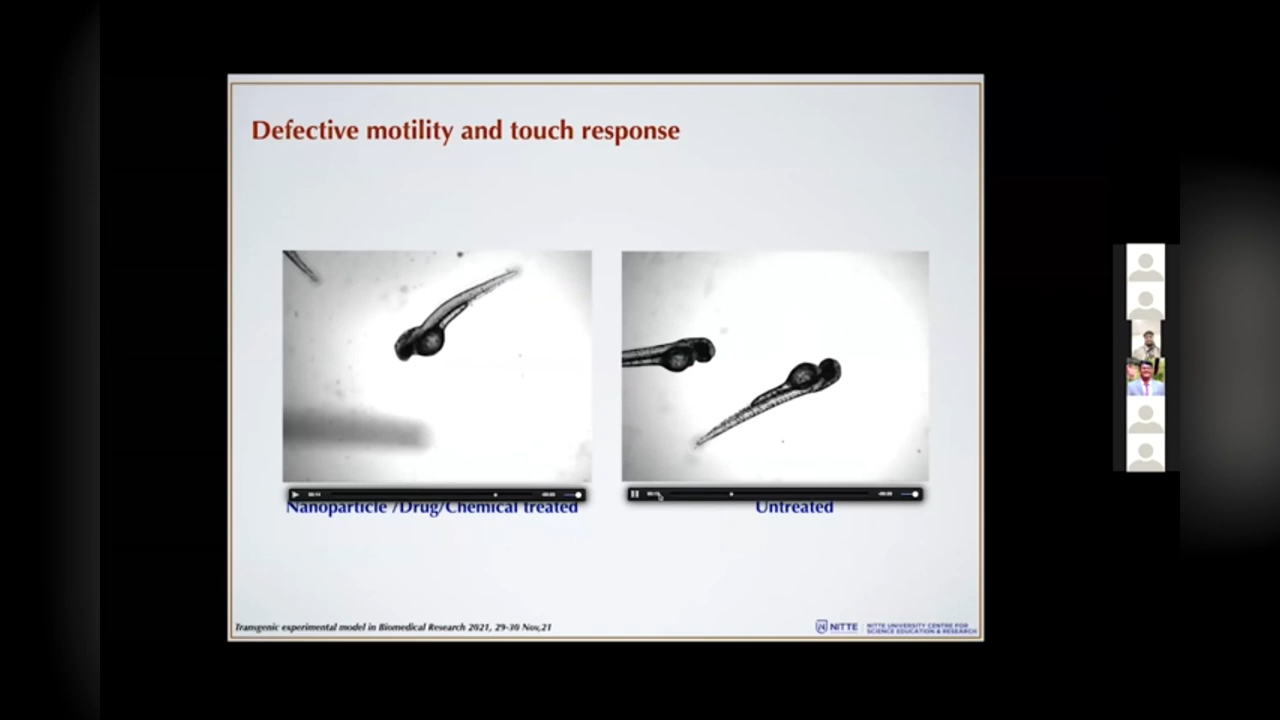 Defective motility and touch response
Nanoparticle /Drug/Chemical treated
Untreated
Transgenic experimental model in Biomedical Research 2021, 29-30 Nov,21
NITTE
NITTE UNIVERSITY CENTRE FOR
SCIENCE EDUCATION & RESEARCH